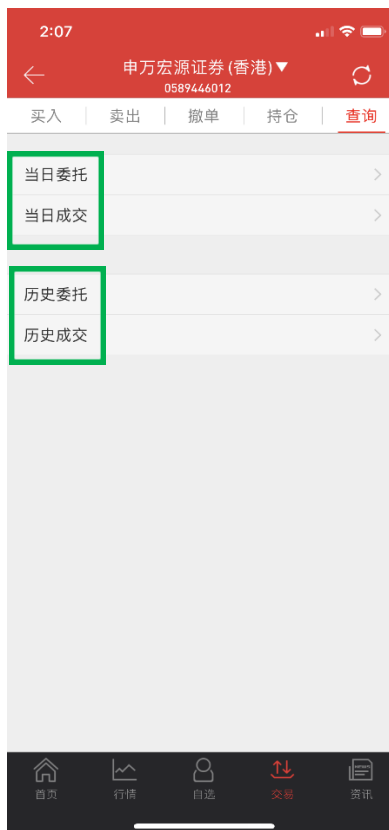 2:07
申万宏源证券(香港)▼
0589446012
买入 卖出 撤单 持仓 查询
当日委托
当日成交
历史委托
历史成交
首页 行情 自选 交易 资讯